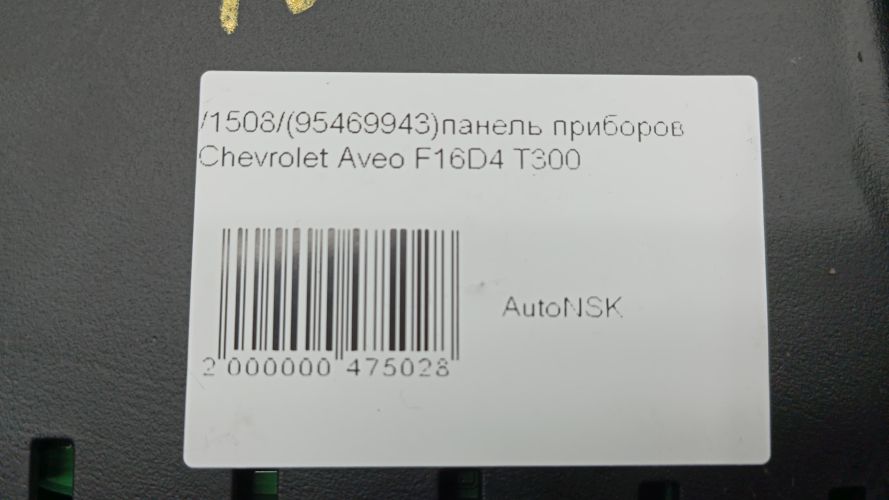 /1508/(95469943)панель приборов
Chevrolet Aveo F16D4 T300
AutoNSK
2 000000 475028